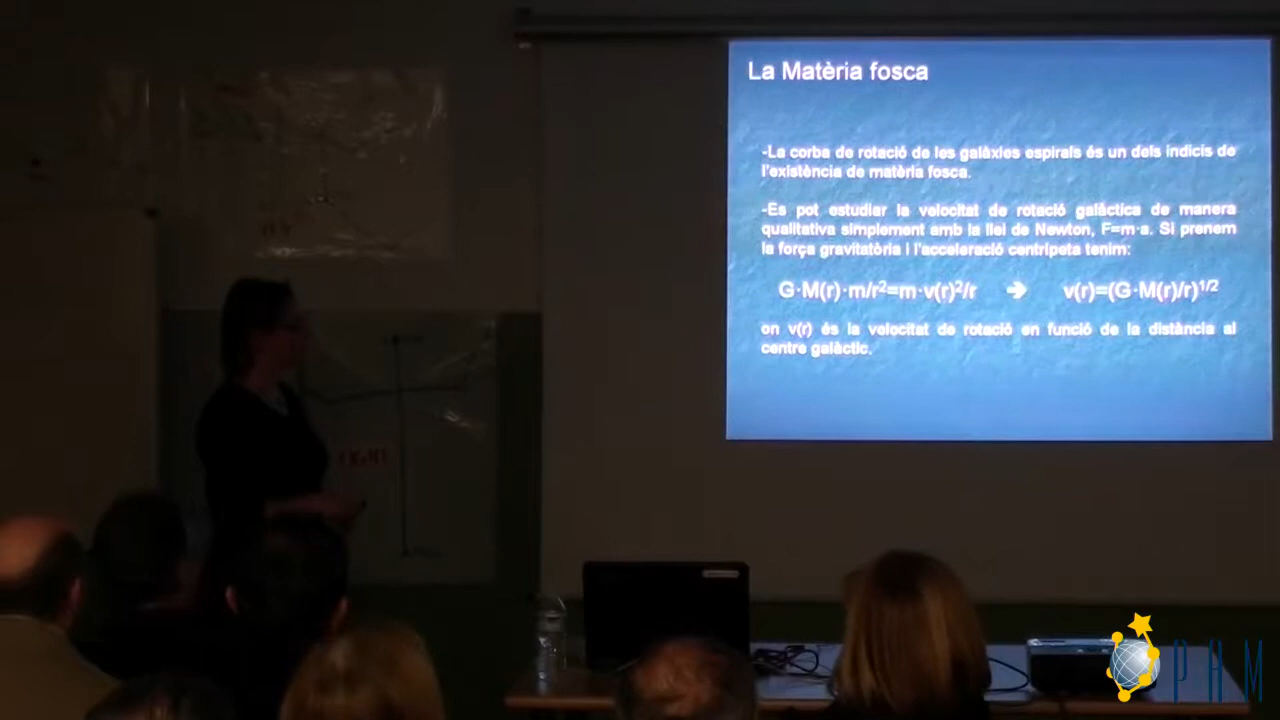 La Matèria fosca
-La corba de rotació de les galàxies espirals és un dels indicis de
l'existència de matèria fosca.
-Es pot estudiar la velocitat de rotació galàctica de manera
qualitativa simplement amb la llei de Newton, F=m·a. Si prenem
la força gravitatòria i l'acceleració centrípeta tenim:
G·M(r)·m/r²=m·v(r)²/r ➔ v(r)=(G·M(r)/r)^1/2
on v(r) és la velocitat de rotació en funció de la distància al
centre galàctic.
PAM